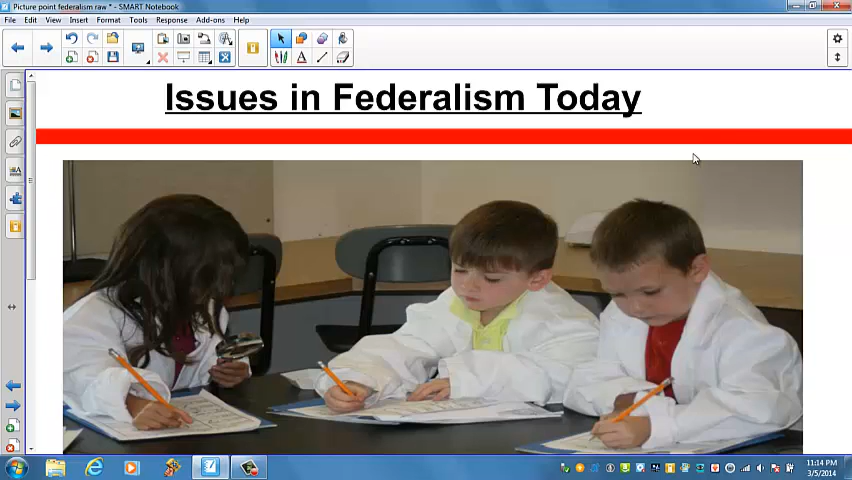 Picture point federalism raw * - SMART Notebook
File Edit View Insert Format Tools Response Add-ons Help
Issues in Federalism Today
11:14 PM
3/5/2014